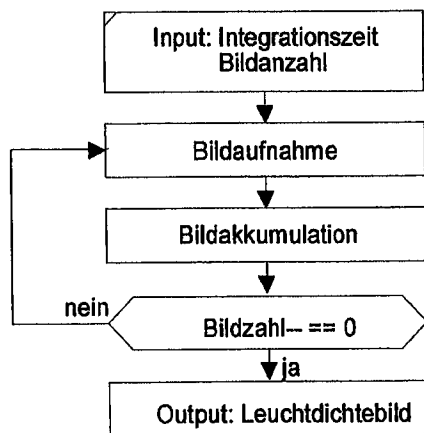 Input: Integrationszeit
Bildanzahl
Bildaufnahme
Bildakkumulation
nein
Bildzahl-- == 0
ja
Output: Leuchtdichtebild